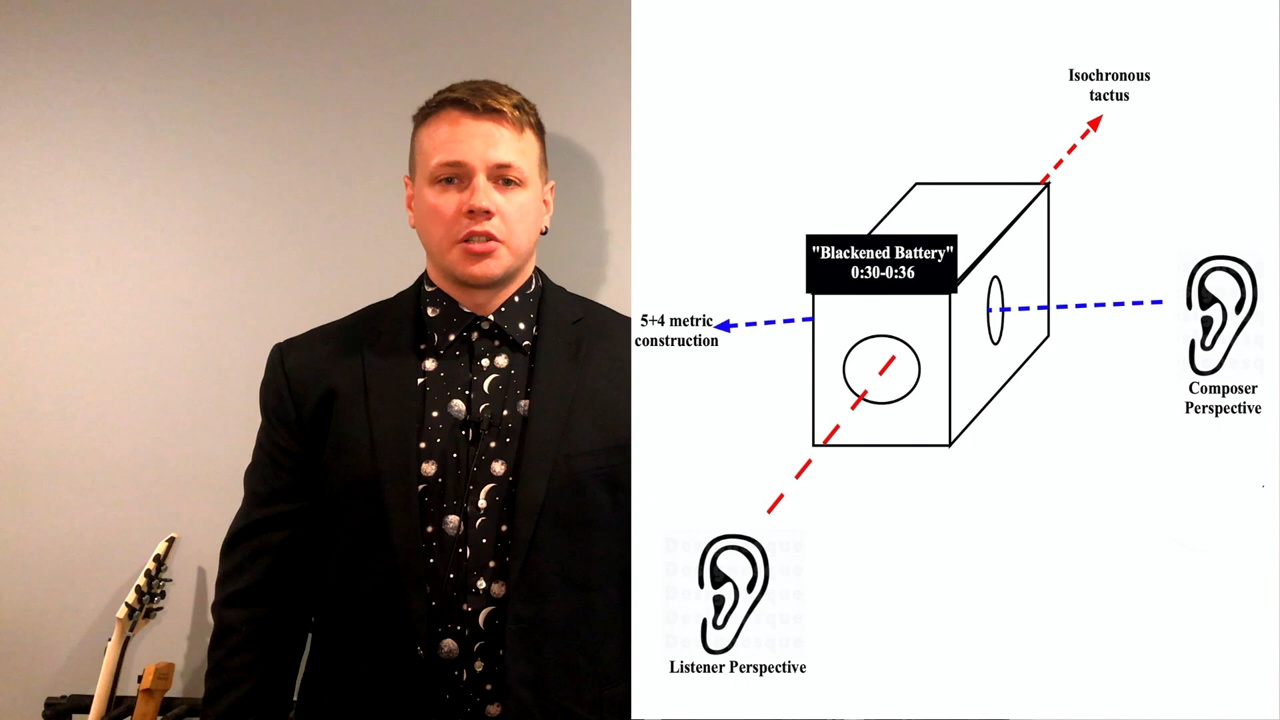 Isochronous
tactus
"Blackened Battery"
0:30-0:36
5+4 metric
construction
Composer
Perspective
Listener Perspective